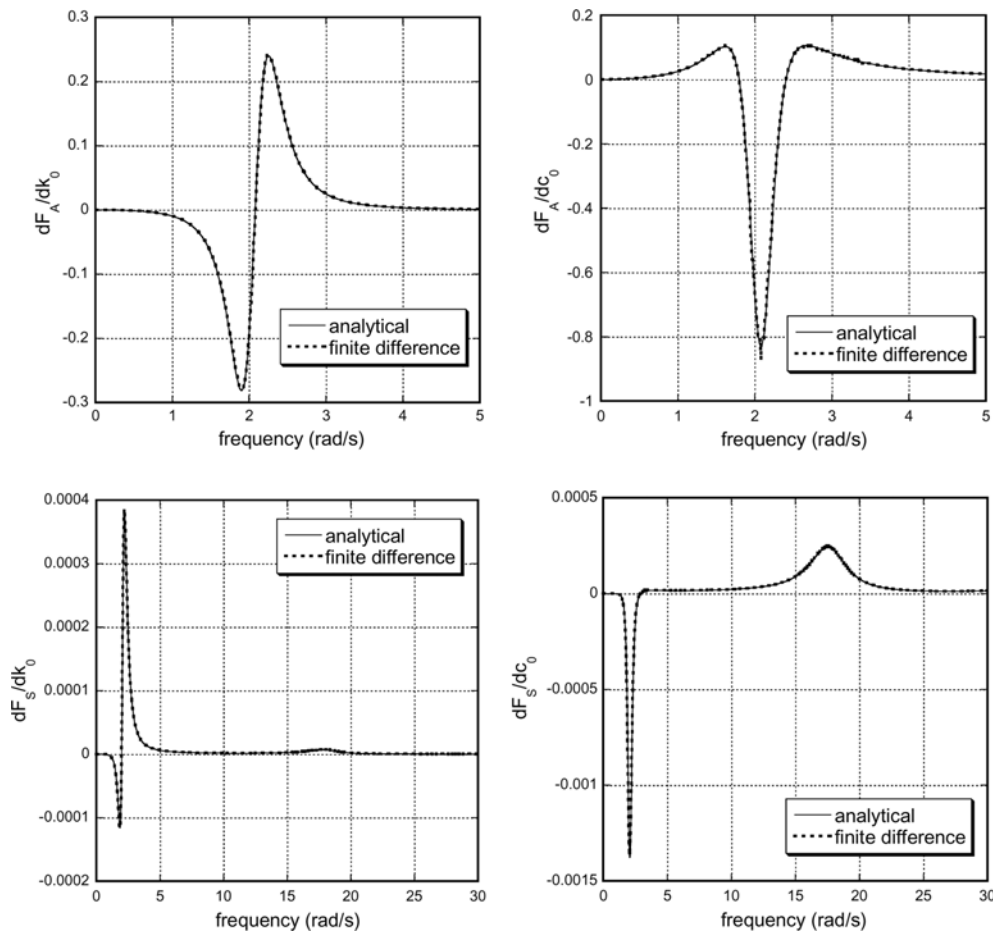 0.3
0.2
0.1
0
-0.1
-0.2
-0.3
dF_A/dk_0
analytical
finite difference
0 1 2 3 4 5
frequency (rad/s)
0.2
0
-0.2
-0.4
-0.6
-0.8
-1
dF_A/dc_0
analytical
finite difference
0 1 2 3 4 5
frequency (rad/s)
0.0004
0.0003
0.0002
0.0001
0
-0.0001
-0.0002
dF_S/dk_0
analytical
finite difference
0 5 10 15 20 25 30
frequency (rad/s)
0.0005
0
-0.0005
-0.001
-0.0015
dF_S/dc_0
analytical
finite difference
0 5 10 15 20 25 30
frequency (rad/s)